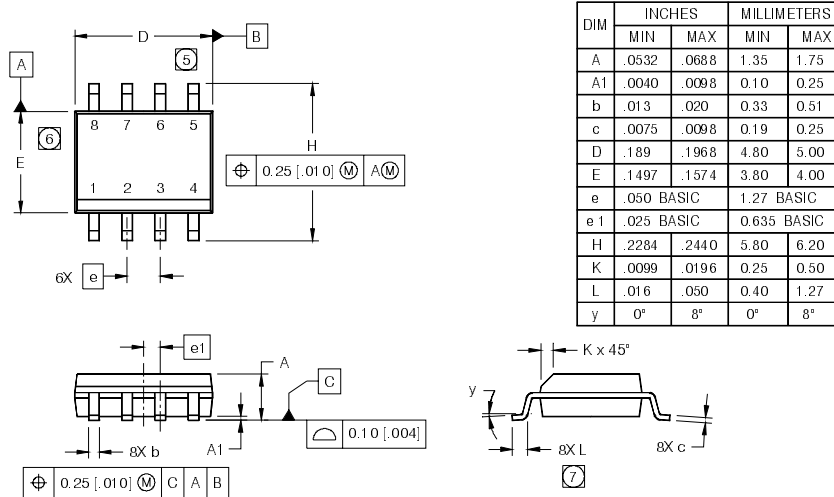 D
B
5
A
8 7 6 5
6
E
H
0.25 [.010] M A M
1 2 3 4
6X e
DIM INCHES MILLIMETERS
MIN MAX MIN MAX
A .0532 .0688 1.35 1.75
A1 .0040 .0098 0.10 0.25
b .013 .020 0.33 0.51
c .0075 .0098 0.19 0.25
D .189 .1968 4.80 5.00
E .1497 .1574 3.80 4.00
e .050 BASIC 1.27 BASIC
e 1 .025 BASIC 0.635 BASIC
H .2284 .2440 5.80 6.20
K .0099 .0196 0.25 0.50
L .016 .050 0.40 1.27
y 0° 8° 0° 8°
e1
A
C
8X b
A1
0.10 [.004]
0.25 [.010] M C A B
K x 45°
y
8X L
8X c
7